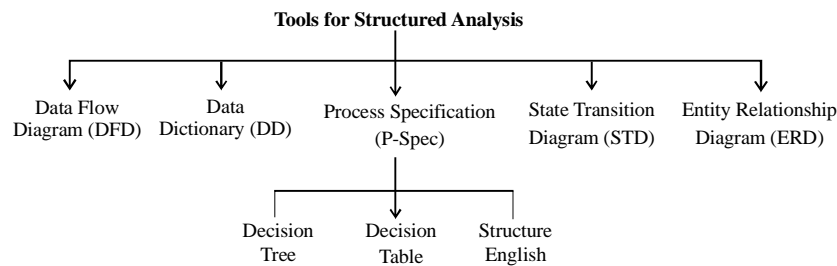 Tools for Structured Analysis
Data Flow
Diagram (DFD)
Data
Dictionary (DD)
Process Specification
(P-Spec)
State Transition
Diagram (STD)
Entity Relationship
Diagram (ERD)
Decision
Tree
Decision
Table
Structure
English